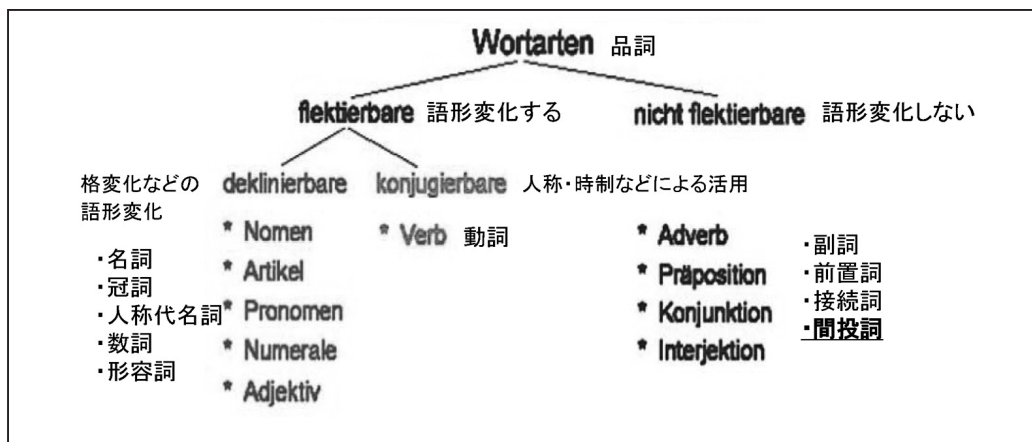 Wortarten 品詞
flektierbare 語形変化する
nicht flektierbare 語形変化しない
格変化などの
語形変化
deklinierbare
konjugierbare 人称・時制などによる活用
・名詞
・冠詞
・人称代名詞
・数詞
・形容詞
* Nomen
* Artikel
* Pronomen
* Numerale
* Adjektiv
* Verb 動詞
* Adverb
* Präposition
* Konjunktion
* Interjektion
・副詞
・前置詞
・接続詞
・間投詞